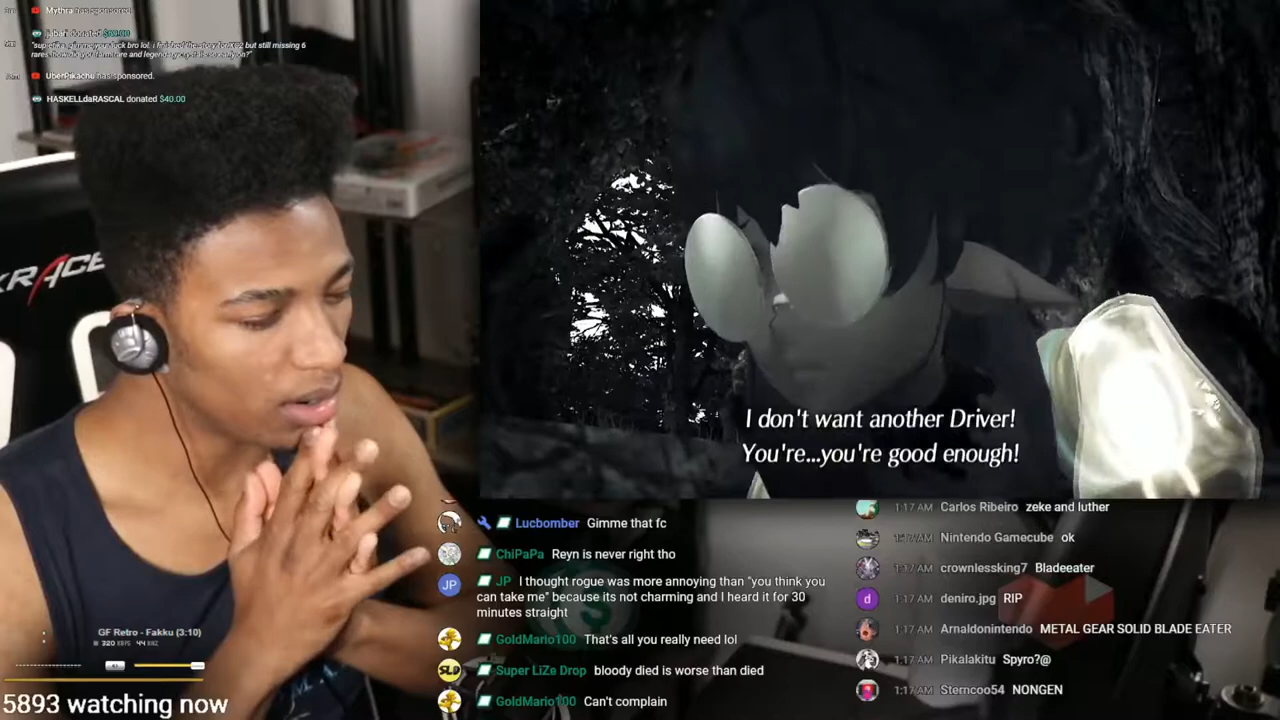 Mythra has sponsored.
donated
UberPikachu has sponsored.
HASKELLdaRASCAL donated $40.00
I don't want another Driver!
You're...you're good enough!
GF Retro - Fakku (3:10)
5893 watching now
Lucbomber Gimme that fc
ChiPaPa Reyn is never right tho
JP I thought rogue was more annoying than "you think you
can take me" because its not charming and I heard it for 30
minutes straight
GoldMario100 That's all you really need lol
SLD Super LiZe Drop bloody died is worse than died
GoldMario100 Can't complain
1:17 AM Carlos Ribeiro zeke and luther
1:17 AM Nintendo Gamecube ok
1:17 AM crownlessking7 Bladeeater
d 1:17 AM deniro.jpg RIP
1:17 AM Arnaldonintendo METAL GEAR SOLID BLADE EATER
1:17 AM Pikalakitu Spyro?@
1:17 AM Sterncoo54 NONGEN